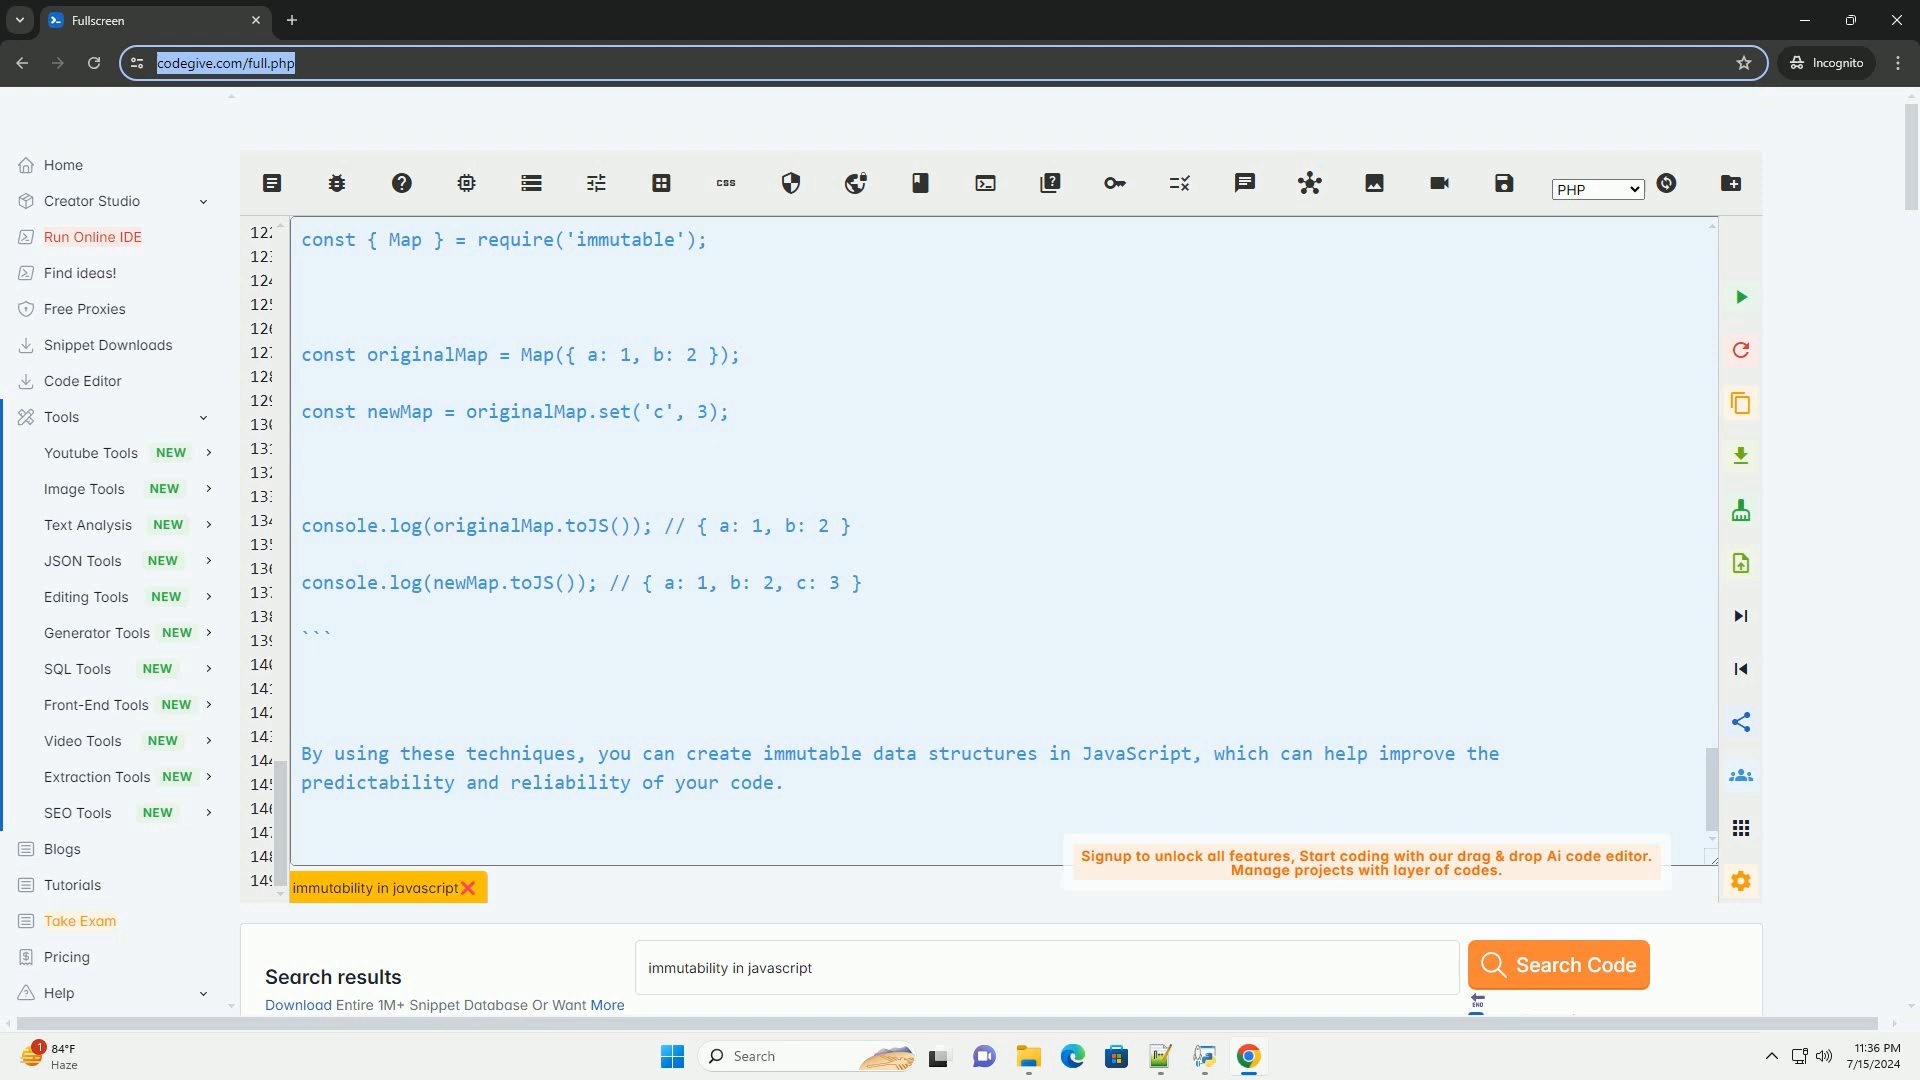 Fullscreen
codegive.com/full.php
Incognito
Home
Creator Studio
Run Online IDE
Find ideas!
Free Proxies
Snippet Downloads
Code Editor
Tools
Youtube Tools NEW
Image Tools NEW
Text Analysis NEW
JSON Tools NEW
Editing Tools NEW
Generator Tools NEW
SQL Tools NEW
Front-End Tools NEW
Video Tools NEW
Extraction Tools NEW
SEO Tools NEW
Blogs
Tutorials
Take Exam
Pricing
Help
css
PHP
const { Map } = require('immutable');
const originalMap = Map({ a: 1, b: 2 });
const newMap = originalMap.set('c', 3);
console.log(originalMap.toJS()); // { a: 1, b: 2 }
console.log(newMap.toJS()); // { a: 1, b: 2, c: 3 }
```
By using these techniques, you can create immutable data structures in JavaScript, which can help improve the
predictability and reliability of your code.
Signup to unlock all features, Start coding with our drag & drop Ai code editor.
Manage projects with layer of codes.
immutability in javascript
Search results
Download Entire 1M+ Snippet Database Or Want More
immutability in javascript
Search Code
END
1
84°F
Haze
Search
11:36 PM
7/15/2024